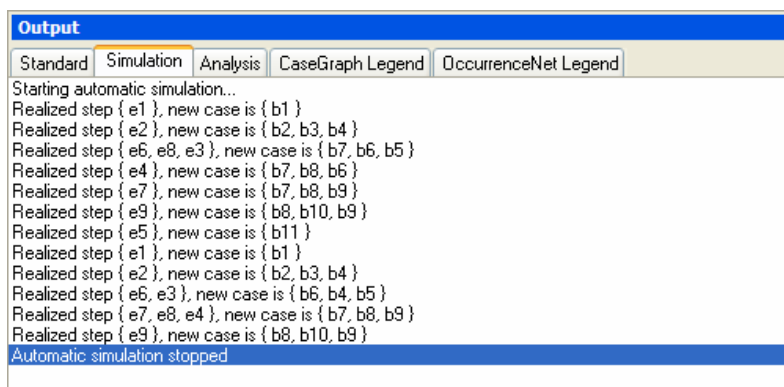 Output
Standard Simulation Analysis CaseGraph Legend OccurrenceNet Legend
Starting automatic simulation...
Realized step { e1 }, new case is { b1 }
Realized step { e2 }, new case is { b2, b3, b4 }
Realized step { e6, e8, e3 }, new case is { b7, b6, b5 }
Realized step { e4 }, new case is { b7, b8, b6 }
Realized step { e7 }, new case is { b7, b8, b9 }
Realized step { e9 }, new case is { b8, b10, b9 }
Realized step { e5 }, new case is { b11 }
Realized step { e1 }, new case is { b1 }
Realized step { e2 }, new case is { b2, b3, b4 }
Realized step { e6, e3 }, new case is { b6, b4, b5 }
Realized step { e7, e8, e4 }, new case is { b7, b8, b9 }
Realized step { e9 }, new case is { b8, b10, b9 }
Automatic simulation stopped